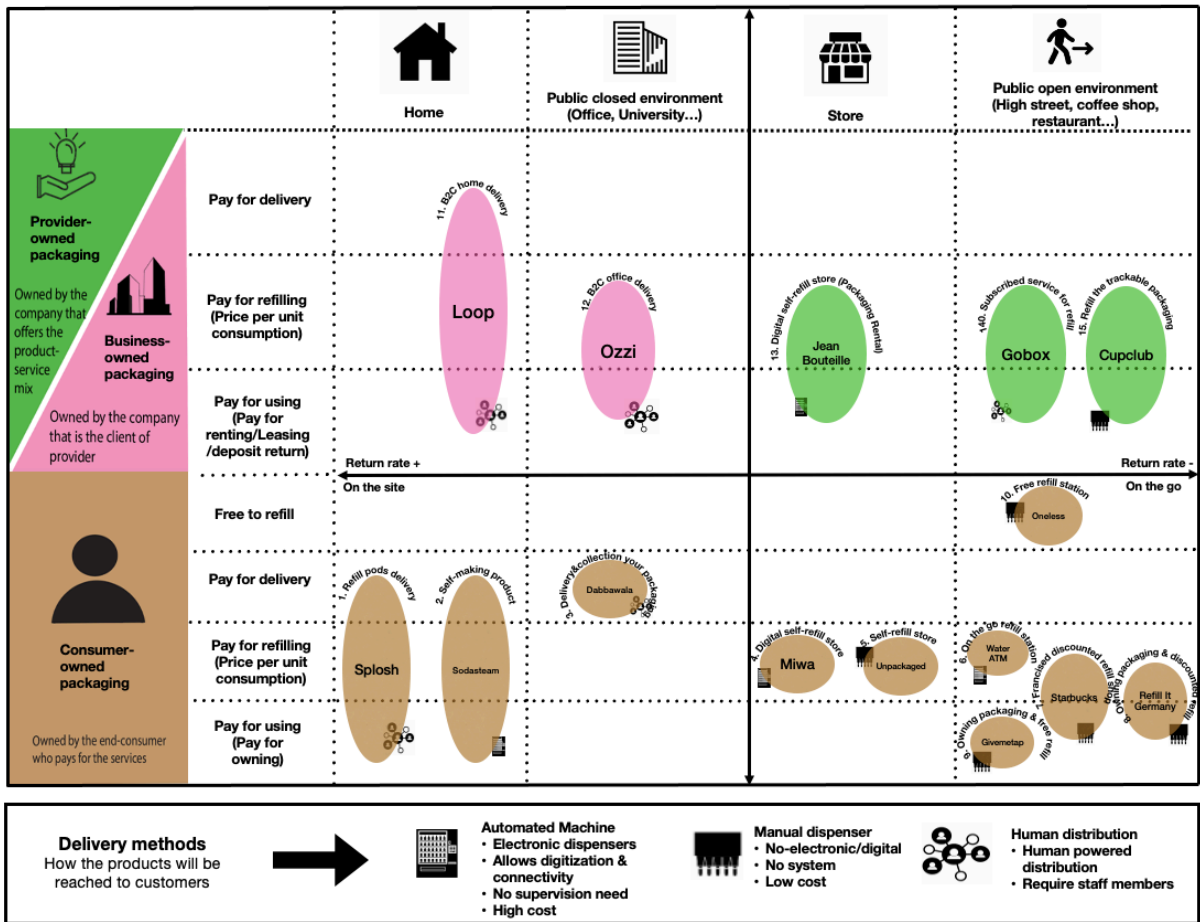 Home
Public closed environment
(Office, University...)
Store
Public open environment
(High street, coffee shop,
restaurant...)
Provider-
owned
packaging
Owned by the
company that
offers the
product-
service
mix
Business-
owned
packaging
Owned by the company
that is the client of
provider
Pay for delivery
Pay for refilling
(Price per unit
consumption)
Pay for using
(Pay for
renting/Leasing
/deposit return)
11. B2C home delivery
Loop
12. B2C office delivery
Ozzi
13. Digital self-refill store (Packaging Rental)
Jean
Bouteille
140. Subscribed service for refill
Gobox
15. Refill the trackable packaging
Cupclub
Return rate +
Return rate -
On the site
On the go
Consumer-
owned
packaging
Owned by the end-consumer
who pays for the services
Free to refill
Pay for delivery
Pay for refilling
(Price per unit
consumption)
Pay for using
(Pay for
owning)
10. Free refill station
Oneless
1. Refill pods delivery
Splosh
2. Self-making product
Sodasteam
3. Delivery&collection your packaging
Dabbawala
4. Digital self-refill store
Miwa
5. Self-refill store
Unpackaged
6. On the go refill station
Water
ATM
7. Francised discounted refill shop
Starbucks
8. Owning packaging & discounted refill
Refill It
Germany
9. Owning packaging & free refill
Givemetap
Delivery methods
How the products will be
reached to customers
Automated Machine
• Electronic dispensers
• Allows digitization &
connectivity
• No supervision need
• High cost
Manual dispenser
• No-electronic/digital
• No system
• Low cost
Human distribution
• Human powered
distribution
• Require staff members